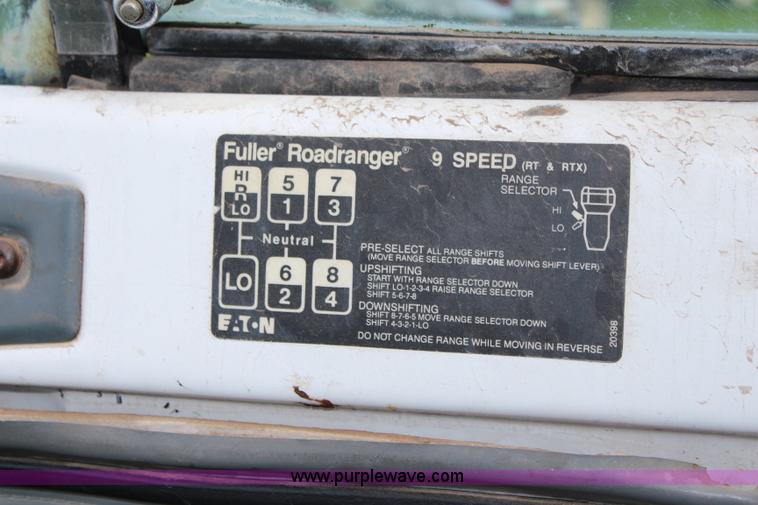 Fuller® Roadranger® 9 SPEED (RT & RTX)
HI
R
LO
5
1
7
3
Neutral
LO
6
2
8
4
RANGE
SELECTOR
HI
LO
PRE-SELECT ALL RANGE SHIFTS
(MOVE RANGE SELECTOR BEFORE MOVING SHIFT LEVER)
UPSHIFTING
START WITH RANGE SELECTOR DOWN
SHIFT LO-1-2-3-4 RAISE RANGE SELECTOR
SHIFT 5-6-7-8
DOWNSHIFTING
SHIFT 8-7-6-5 MOVE RANGE SELECTOR DOWN
SHIFT 4-3-2-1-LO
EATON
DO NOT CHANGE RANGE WHILE MOVING IN REVERSE
20398
www.purplewave.com